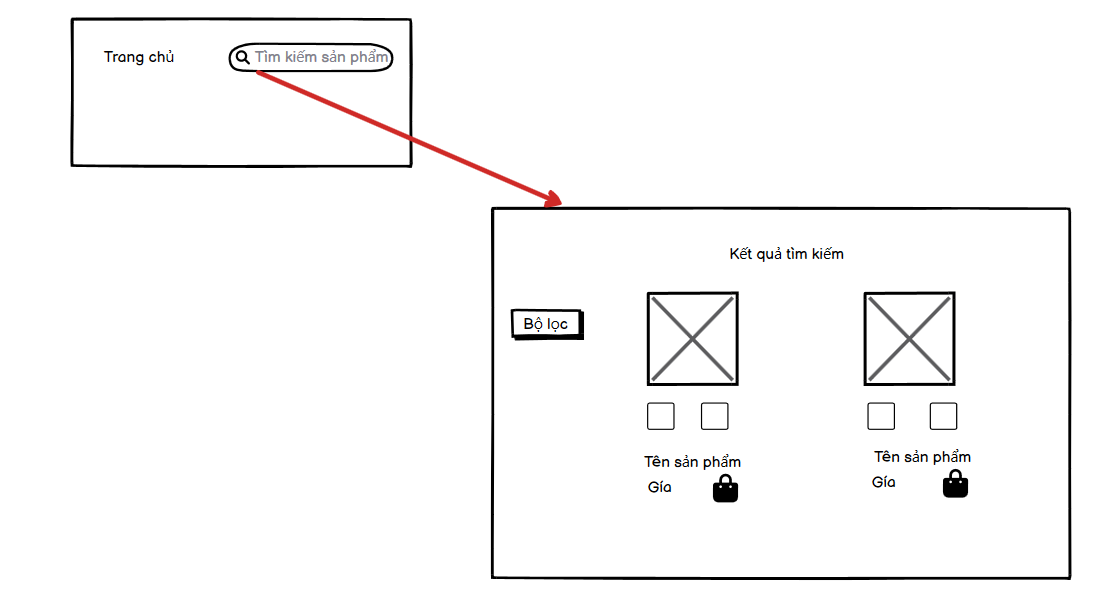 Trang chủ
Tìm kiếm sản phẩm
Kết quả tìm kiếm
Bộ lọc
Tên sản phẩm
Gía
Tên sản phẩm
Gía